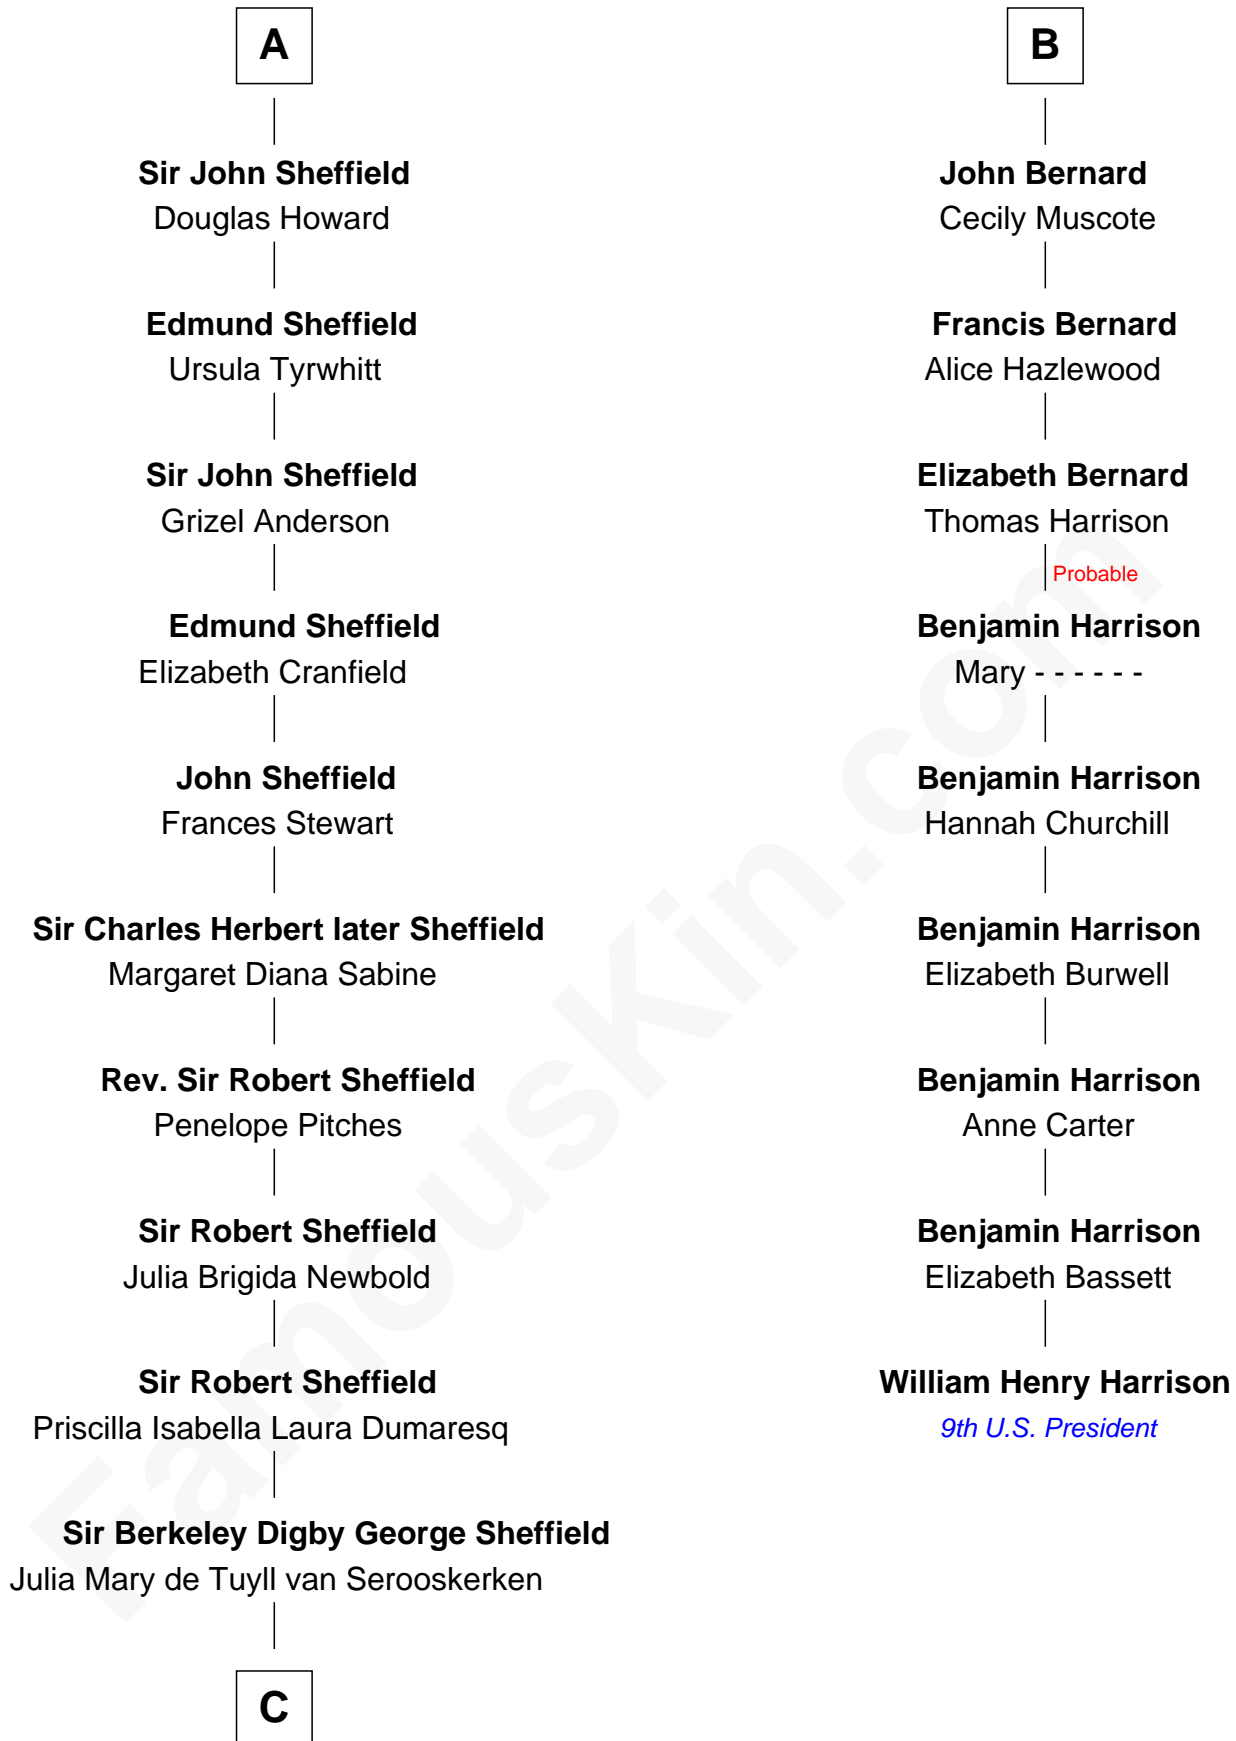 A
Sir John Sheffield
Douglas Howard
Edmund Sheffield
Ursula Tyrwhitt
Sir John Sheffield
Grizel Anderson
Edmund Sheffield
Elizabeth Cranfield
John Sheffield
Frances Stewart
Sir Charles Herbert later Sheffield
Margaret Diana Sabine
Rev. Sir Robert Sheffield
Penelope Pitches
Sir Robert Sheffield
Julia Brigida Newbold
Sir Robert Sheffield
Priscilla Isabella Laura Dumaresq
Sir Berkeley Digby George Sheffield
Julia Mary de Tuyll van Serooskerken
C
B
John Bernard
Cecily Muscote
Francis Bernard
Alice Hazlewood
Elizabeth Bernard
Thomas Harrison
Probable
Benjamin Harrison
Mary - - - - - -
Benjamin Harrison
Hannah Churchill
Benjamin Harrison
Elizabeth Burwell
Benjamin Harrison
Anne Carter
Benjamin Harrison
Elizabeth Bassett
William Henry Harrison
9th U.S. President
FamousKin.com